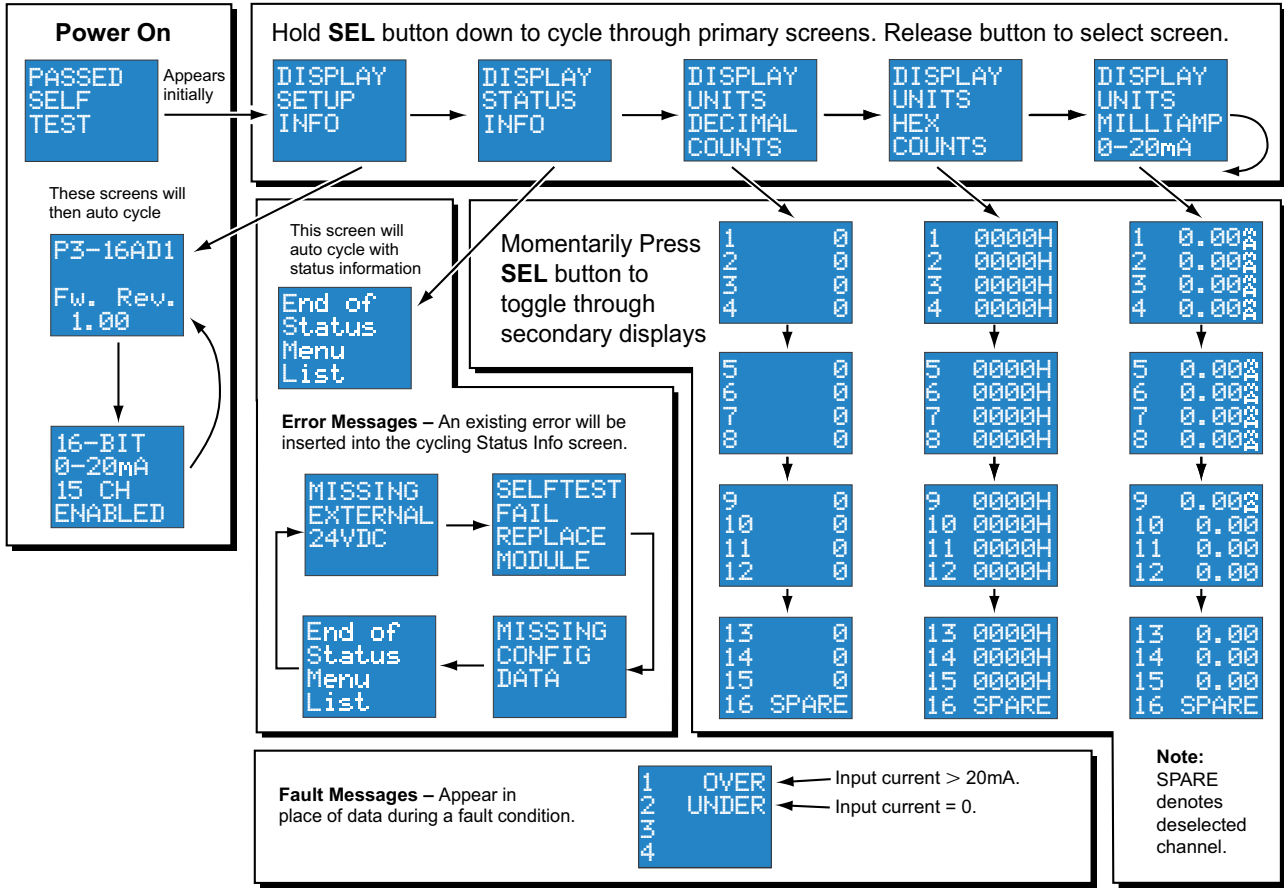 Power On
PASSED
SELF
TEST
Appears
initially
These screens will
then auto cycle
P3-16AD1
Fw. Rev.
1.00
16-BIT
0-20mA
15 CH
ENABLED
Hold SEL button down to cycle through primary screens. Release button to select screen.
DISPLAY
SETUP
INFO
DISPLAY
STATUS
INFO
DISPLAY
UNITS
DECIMAL
COUNTS
DISPLAY
UNITS
HEX
COUNTS
DISPLAY
UNITS
MILLIAMP
0-20mA
This screen will
auto cycle with
status information
End of
Status
Menu
List
Error Messages – An existing error will be
inserted into the cycling Status Info screen.
MISSING
EXTERNAL
24VDC
SELFTEST
FAIL
REPLACE
MODULE
End of
Status
Menu
List
MISSING
CONFIG
DATA
Momentarily Press
SEL button to
toggle through
secondary displays
1 0
2 0
3 0
4 0
5 0
6 0
7 0
8 0
9 0
10 0
11 0
12 0
13 0
14 0
15 0
16 SPARE
1 0000H
2 0000H
3 0000H
4 0000H
5 0000H
6 0000H
7 0000H
8 0000H
9 0000H
10 0000H
11 0000H
12 0000H
13 0000H
14 0000H
15 0000H
16 SPARE
1 0.00
2 0.00
3 0.00
4 0.00
5 0.00
6 0.00
7 0.00
8 0.00
9 0.00
10 0.00
11 0.00
12 0.00
13 0.00
14 0.00
15 0.00
16 SPARE
Note:
SPARE
denotes
deselected
channel.
Fault Messages – Appear in
place of data during a fault condition.
1 OVER
2 UNDER
3
4
Input current > 20mA.
Input current = 0.